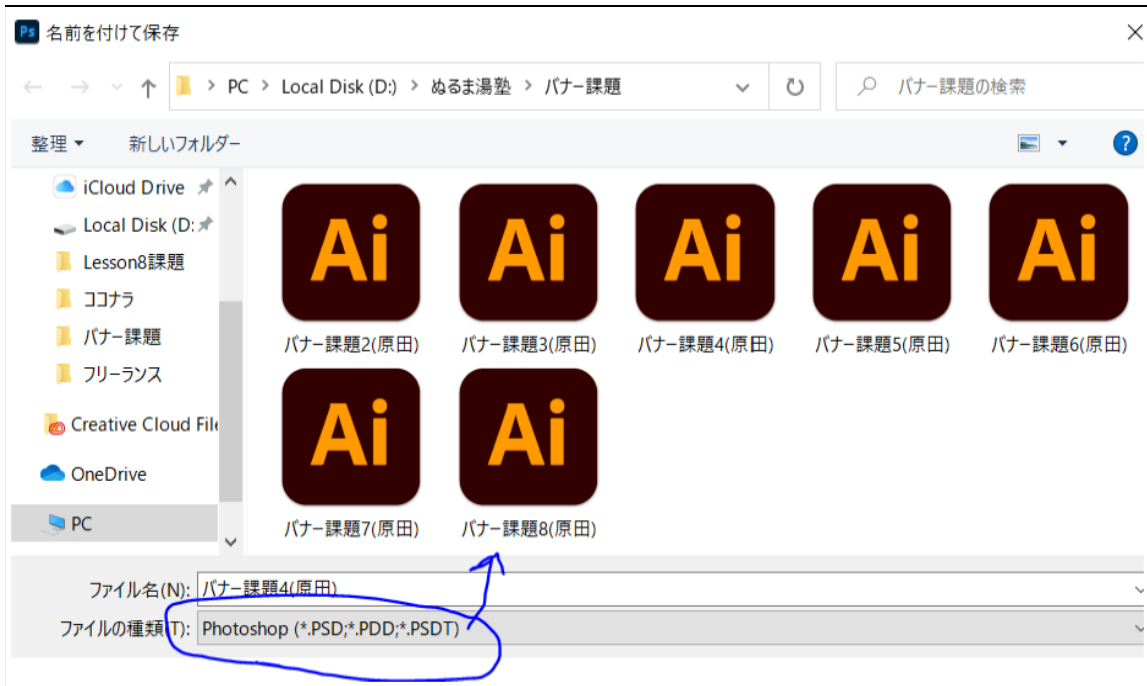 Ps 名前を付けて保存
PC > Local Disk (D:) > ぬるま湯塾 > バナー課題
バナー課題の検索
整理 新しいフォルダー
?
iCloud Drive
Local Disk (D:
Lesson8課題
ココナラ
バナー課題
フリーランス
Creative Cloud File
OneDrive
PC
Ai Ai Ai Ai Ai
バナー課題2(原田) バナー課題3(原田) バナー課題4(原田) バナー課題5(原田) バナー課題6(原田)
Ai Ai
バナー課題7(原田) バナー課題8(原田)
ファイル名(N): バナー課題4(原田)
ファイルの種類(T): Photoshop (*.PSD;*.PDD;*.PSDT)